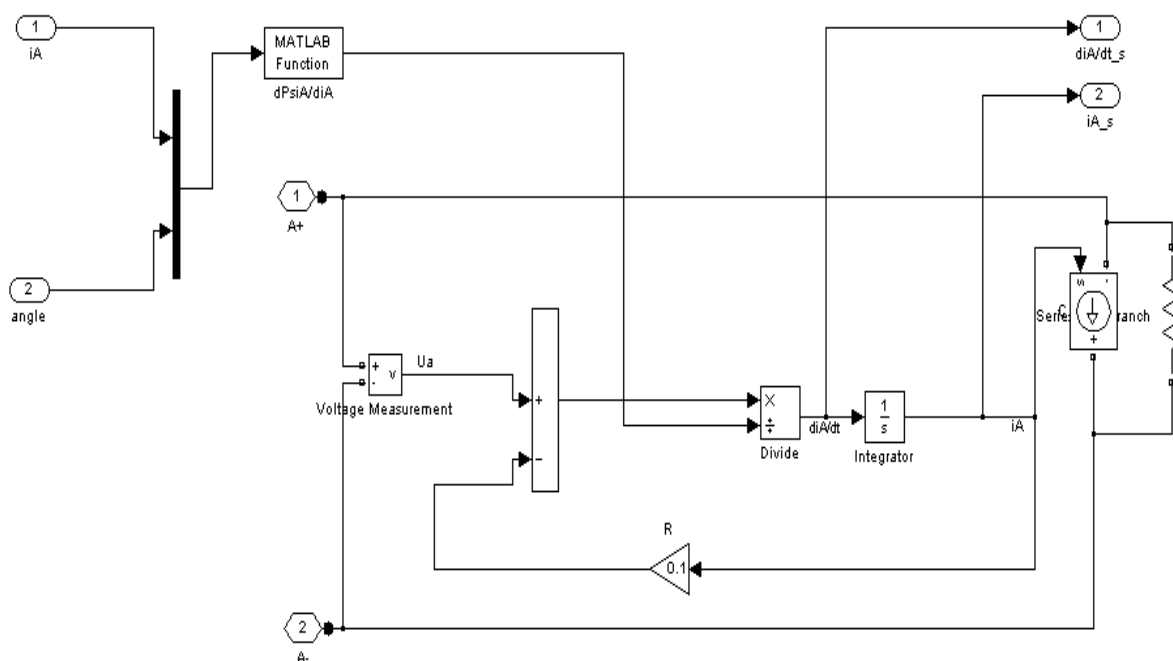 1
iA
MATLAB
Function
dPsiA/diA
1
diA/dt_s
2
iA_s
1
A+
2
angle
s
-
+
+
-
v
Voltage Measurement
Ua
+
−
X
÷
Divide
diA/dt
1
s
Integrator
iA
R
0.1
2
A-